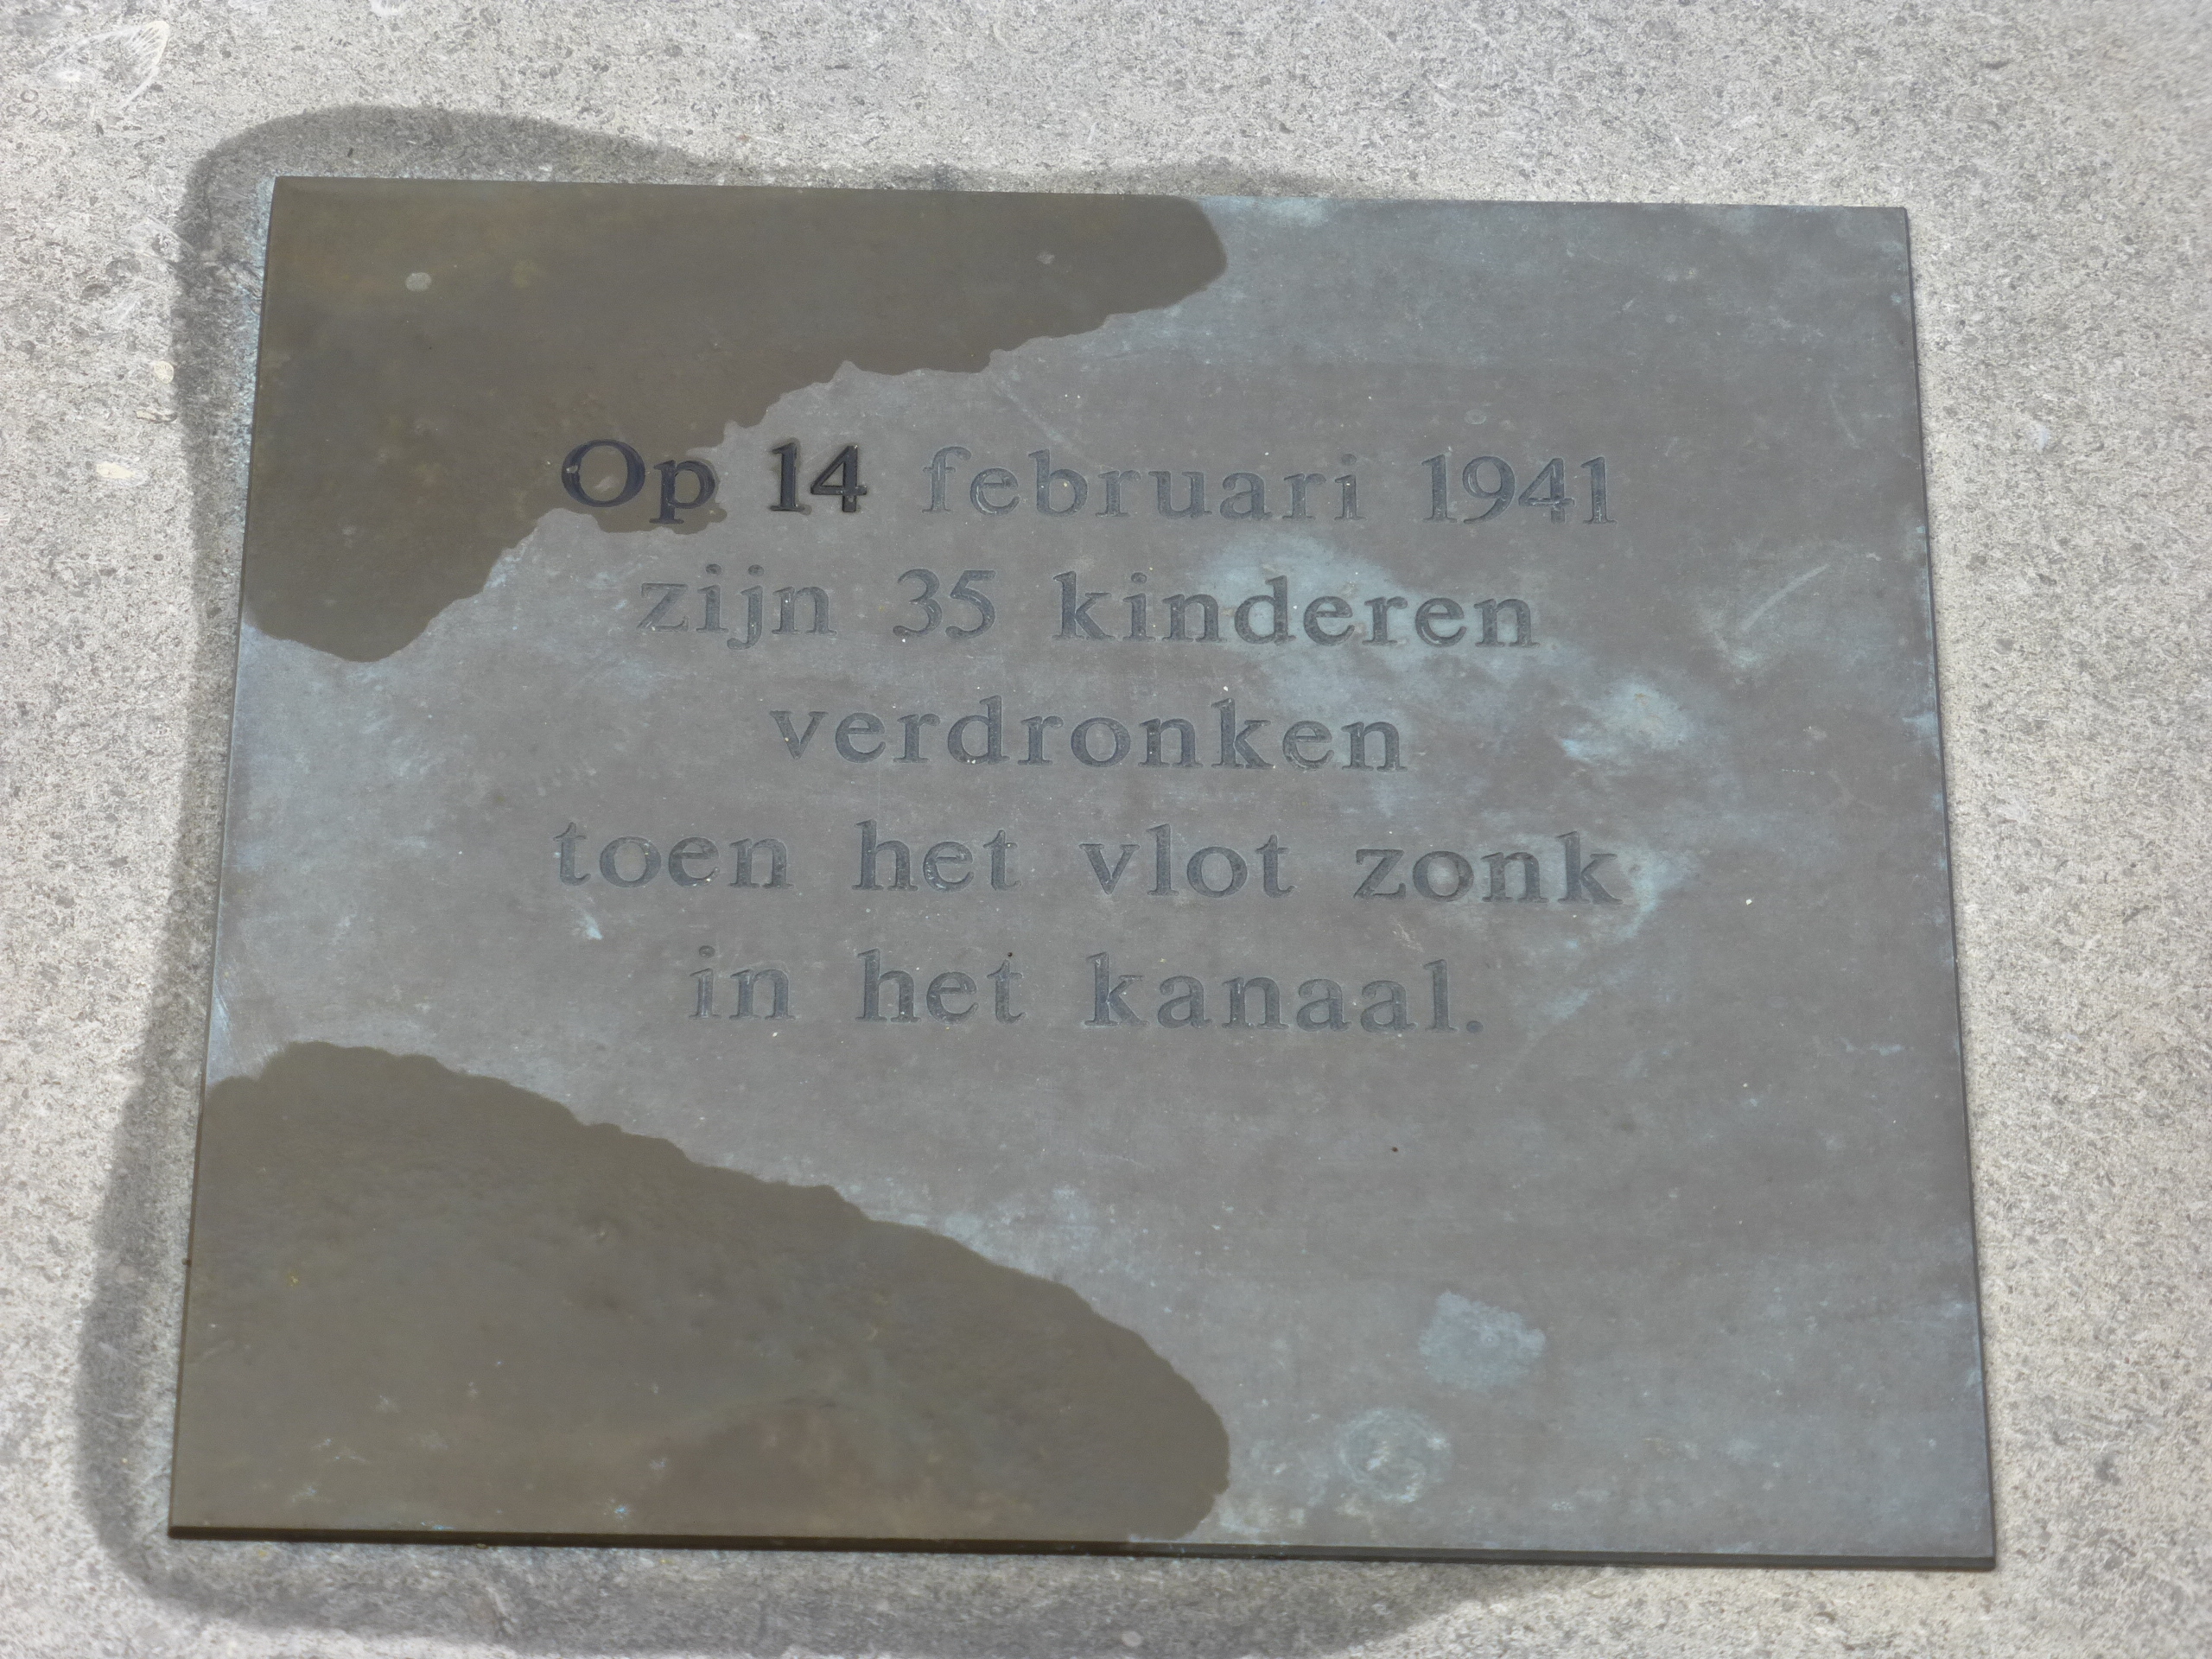 Op 14 februari 1941
zijn 35 kinderen
verdronken
toen het vlot zonk
in het kanaal.